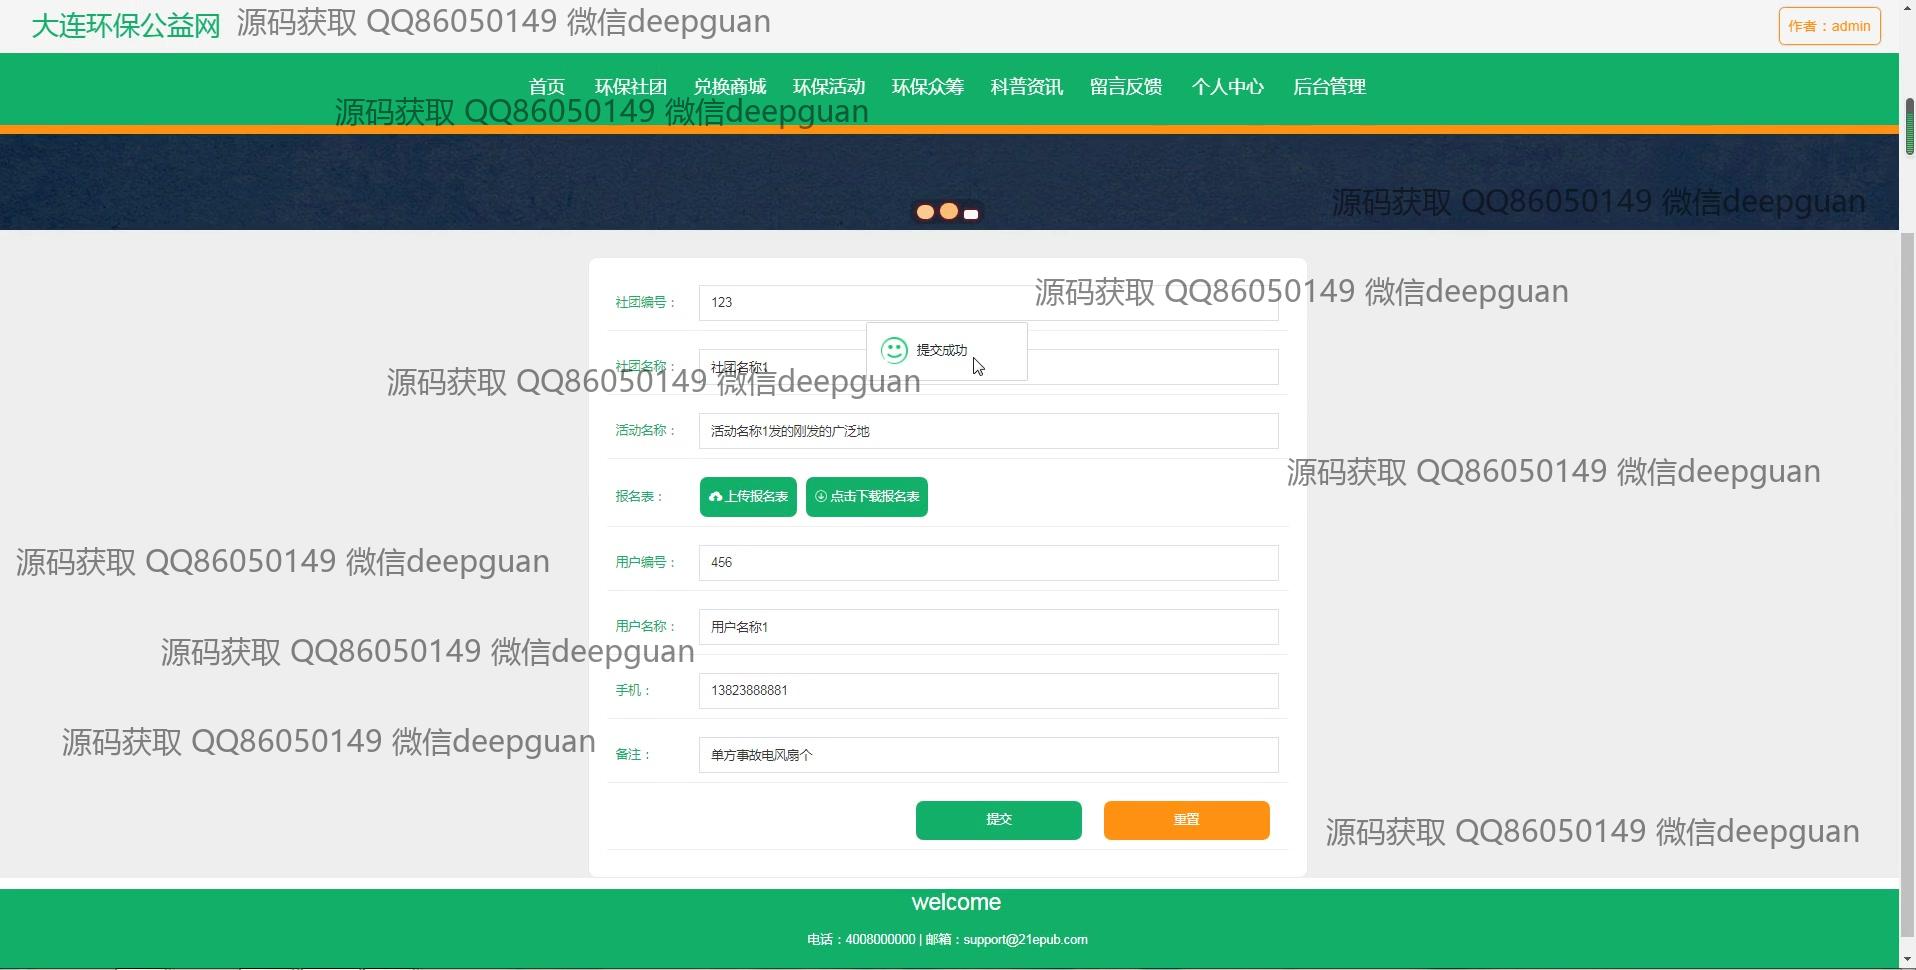 大连环保公益网
源码获取 QQ86050149 微信deepguan
作者：admin
首页 环保社团 兑换商城 环保活动 环保众筹 科普资讯 留言反馈 个人中心 后台管理
源码获取 QQ86050149 微信deepguan
源码获取 QQ86050149 微信deepguan
源码获取 QQ86050149 微信deepguan
社团编号： 123
提交成功
社团名称： 社团名称1
源码获取 QQ86050149 微信deepguan
活动名称： 活动名称1发的刚发的广泛地
源码获取 QQ86050149 微信deepguan
报名表： 上传报名表 点击下载报名表
源码获取 QQ86050149 微信deepguan
用户编号： 456
用户名称： 用户名称1
源码获取 QQ86050149 微信deepguan
手机： 13823888881
源码获取 QQ86050149 微信deepguan
备注： 单方事故电风扇个
提交 重置
源码获取 QQ86050149 微信deepguan
welcome
电话：4008000000 | 邮箱：support@21epub.com